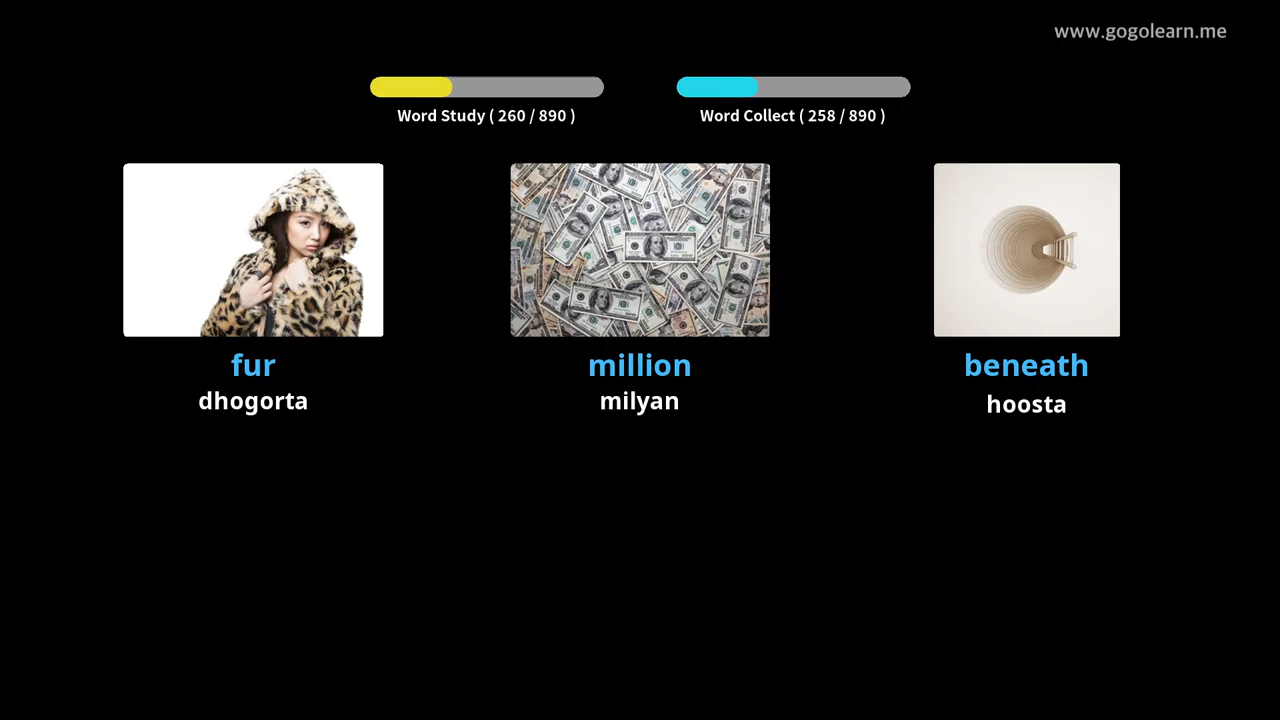 www.gogolearn.me
Word Study ( 260 / 890 )
Word Collect ( 258 / 890 )
fur
dhogorta
million
milyan
beneath
hoosta